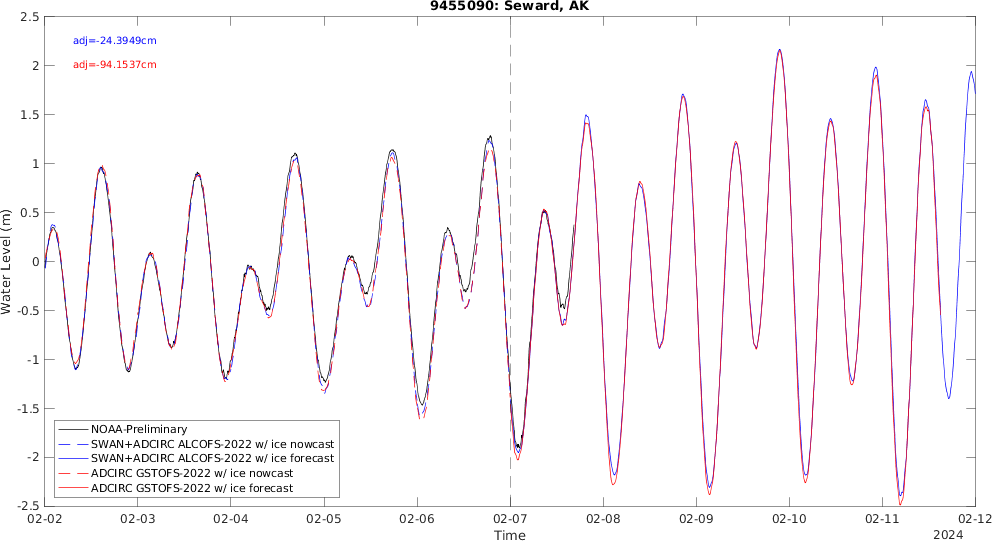 9455090: Seward, AK
adj=-24.3949cm
adj=-94.1537cm
2.5
2
1.5
1
0.5
0
-0.5
-1
-1.5
-2
-2.5
Water Level (m)
NOAA-Preliminary
SWAN+ADCIRC ALCOFS-2022 w/ ice nowcast
SWAN+ADCIRC ALCOFS-2022 w/ ice forecast
ADCIRC GSTOFS-2022 w/ ice nowcast
ADCIRC GSTOFS-2022 w/ ice forecast
02-02 02-03 02-04 02-05 02-06 02-07 02-08 02-09 02-10 02-11 02-12
Time
2024